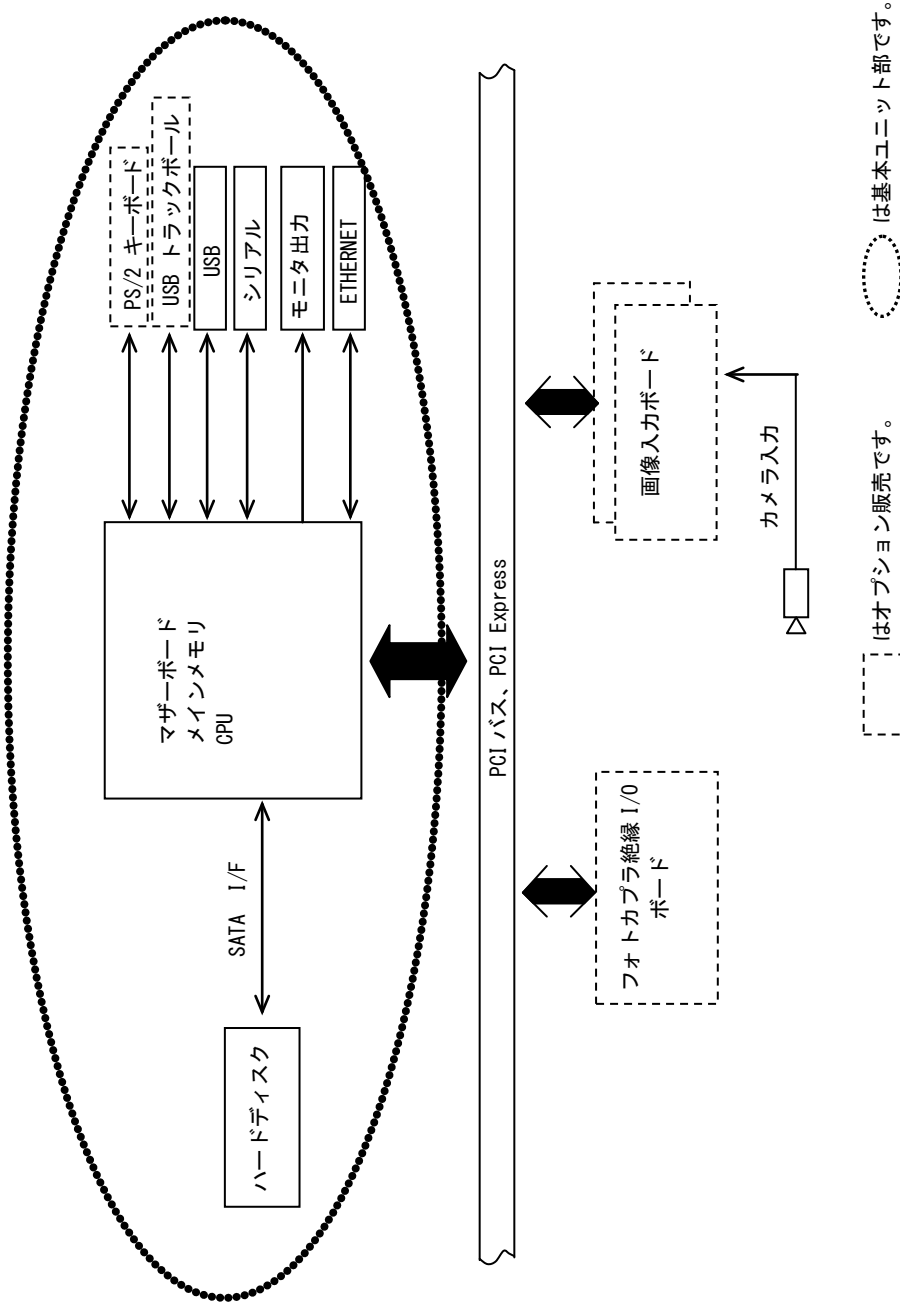 PS/2 キーボード
USB トラックボール
USB
シリアル
モニタ出力
ETHERNET
マザーボード
メインメモリ
CPU
SATA I/F
ハードディスク
PCI バス、PCI Express
フォトカプラ絶縁 I/O
ボード
画像入力ボード
カメラ入力
はオプション販売です。
は基本ユニット部です。